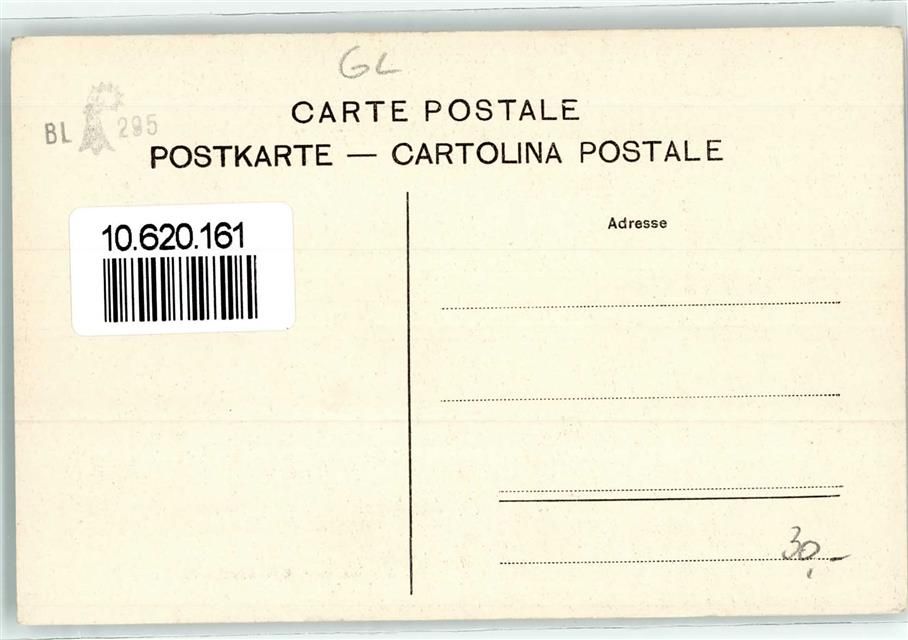 GL
CARTE POSTALE
BL 295
POSTKARTE — CARTOLINA POSTALE
10.620.161
Adresse
30,-